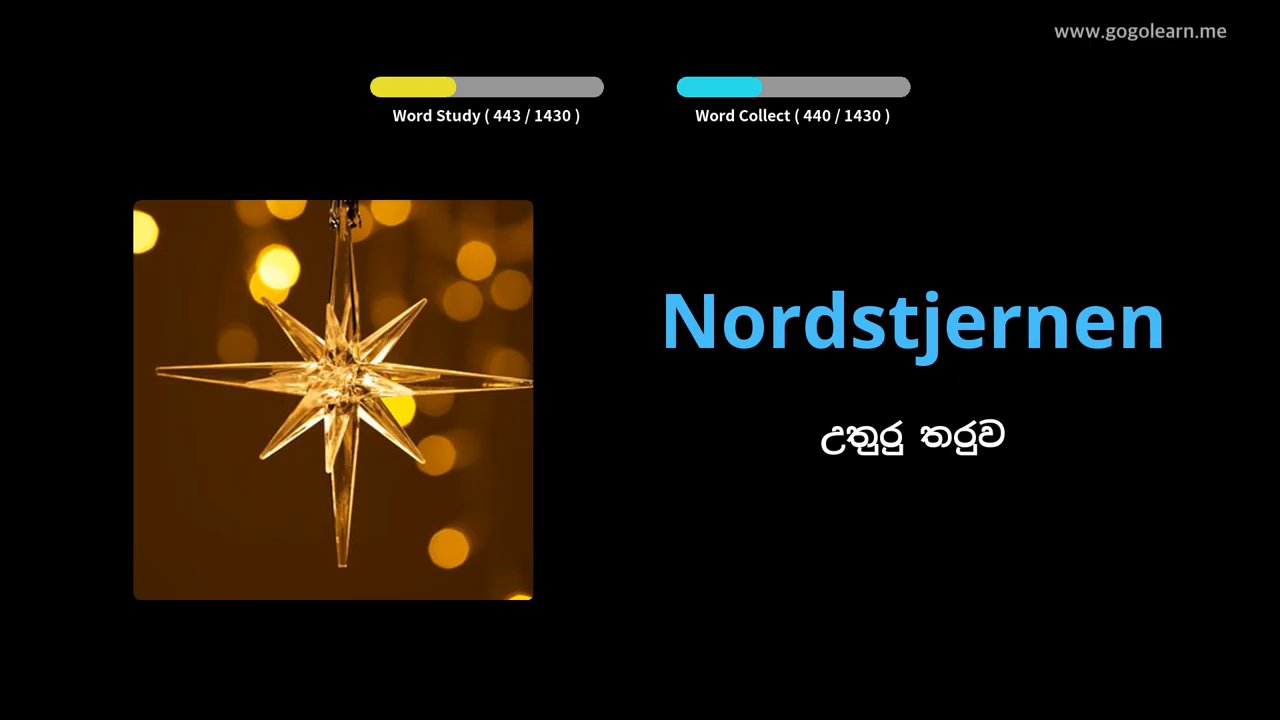 www.gogolearn.me
Word Study ( 443 / 1430 )
Word Collect ( 440 / 1430 )
Nordstjernen
උතුරු තරුව